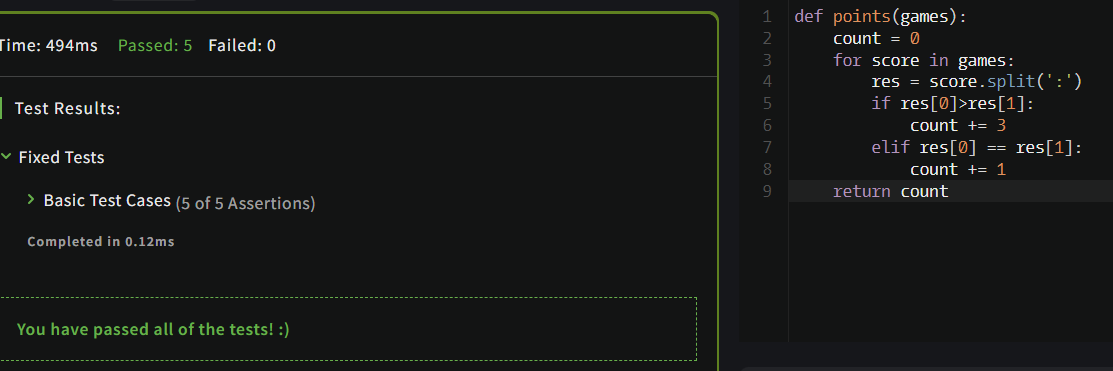 Time: 494ms Passed: 5 Failed: 0
Test Results:
Fixed Tests
Basic Test Cases (5 of 5 Assertions)
Completed in 0.12ms
You have passed all of the tests! :)
1 def points(games):
2     count = 0
3     for score in games:
4         res = score.split(':')
5         if res[0]>res[1]:
6             count += 3
7         elif res[0] == res[1]:
8             count += 1
9     return count